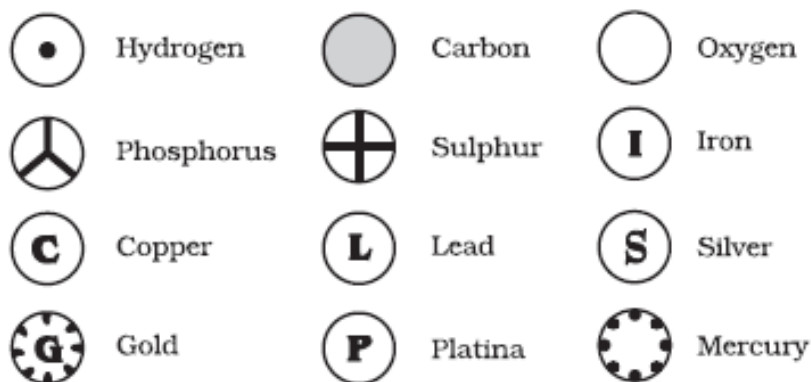 Hydrogen Carbon Oxygen
Phosphorus Sulphur I Iron
C Copper L Lead S Silver
G Gold P Platina Mercury